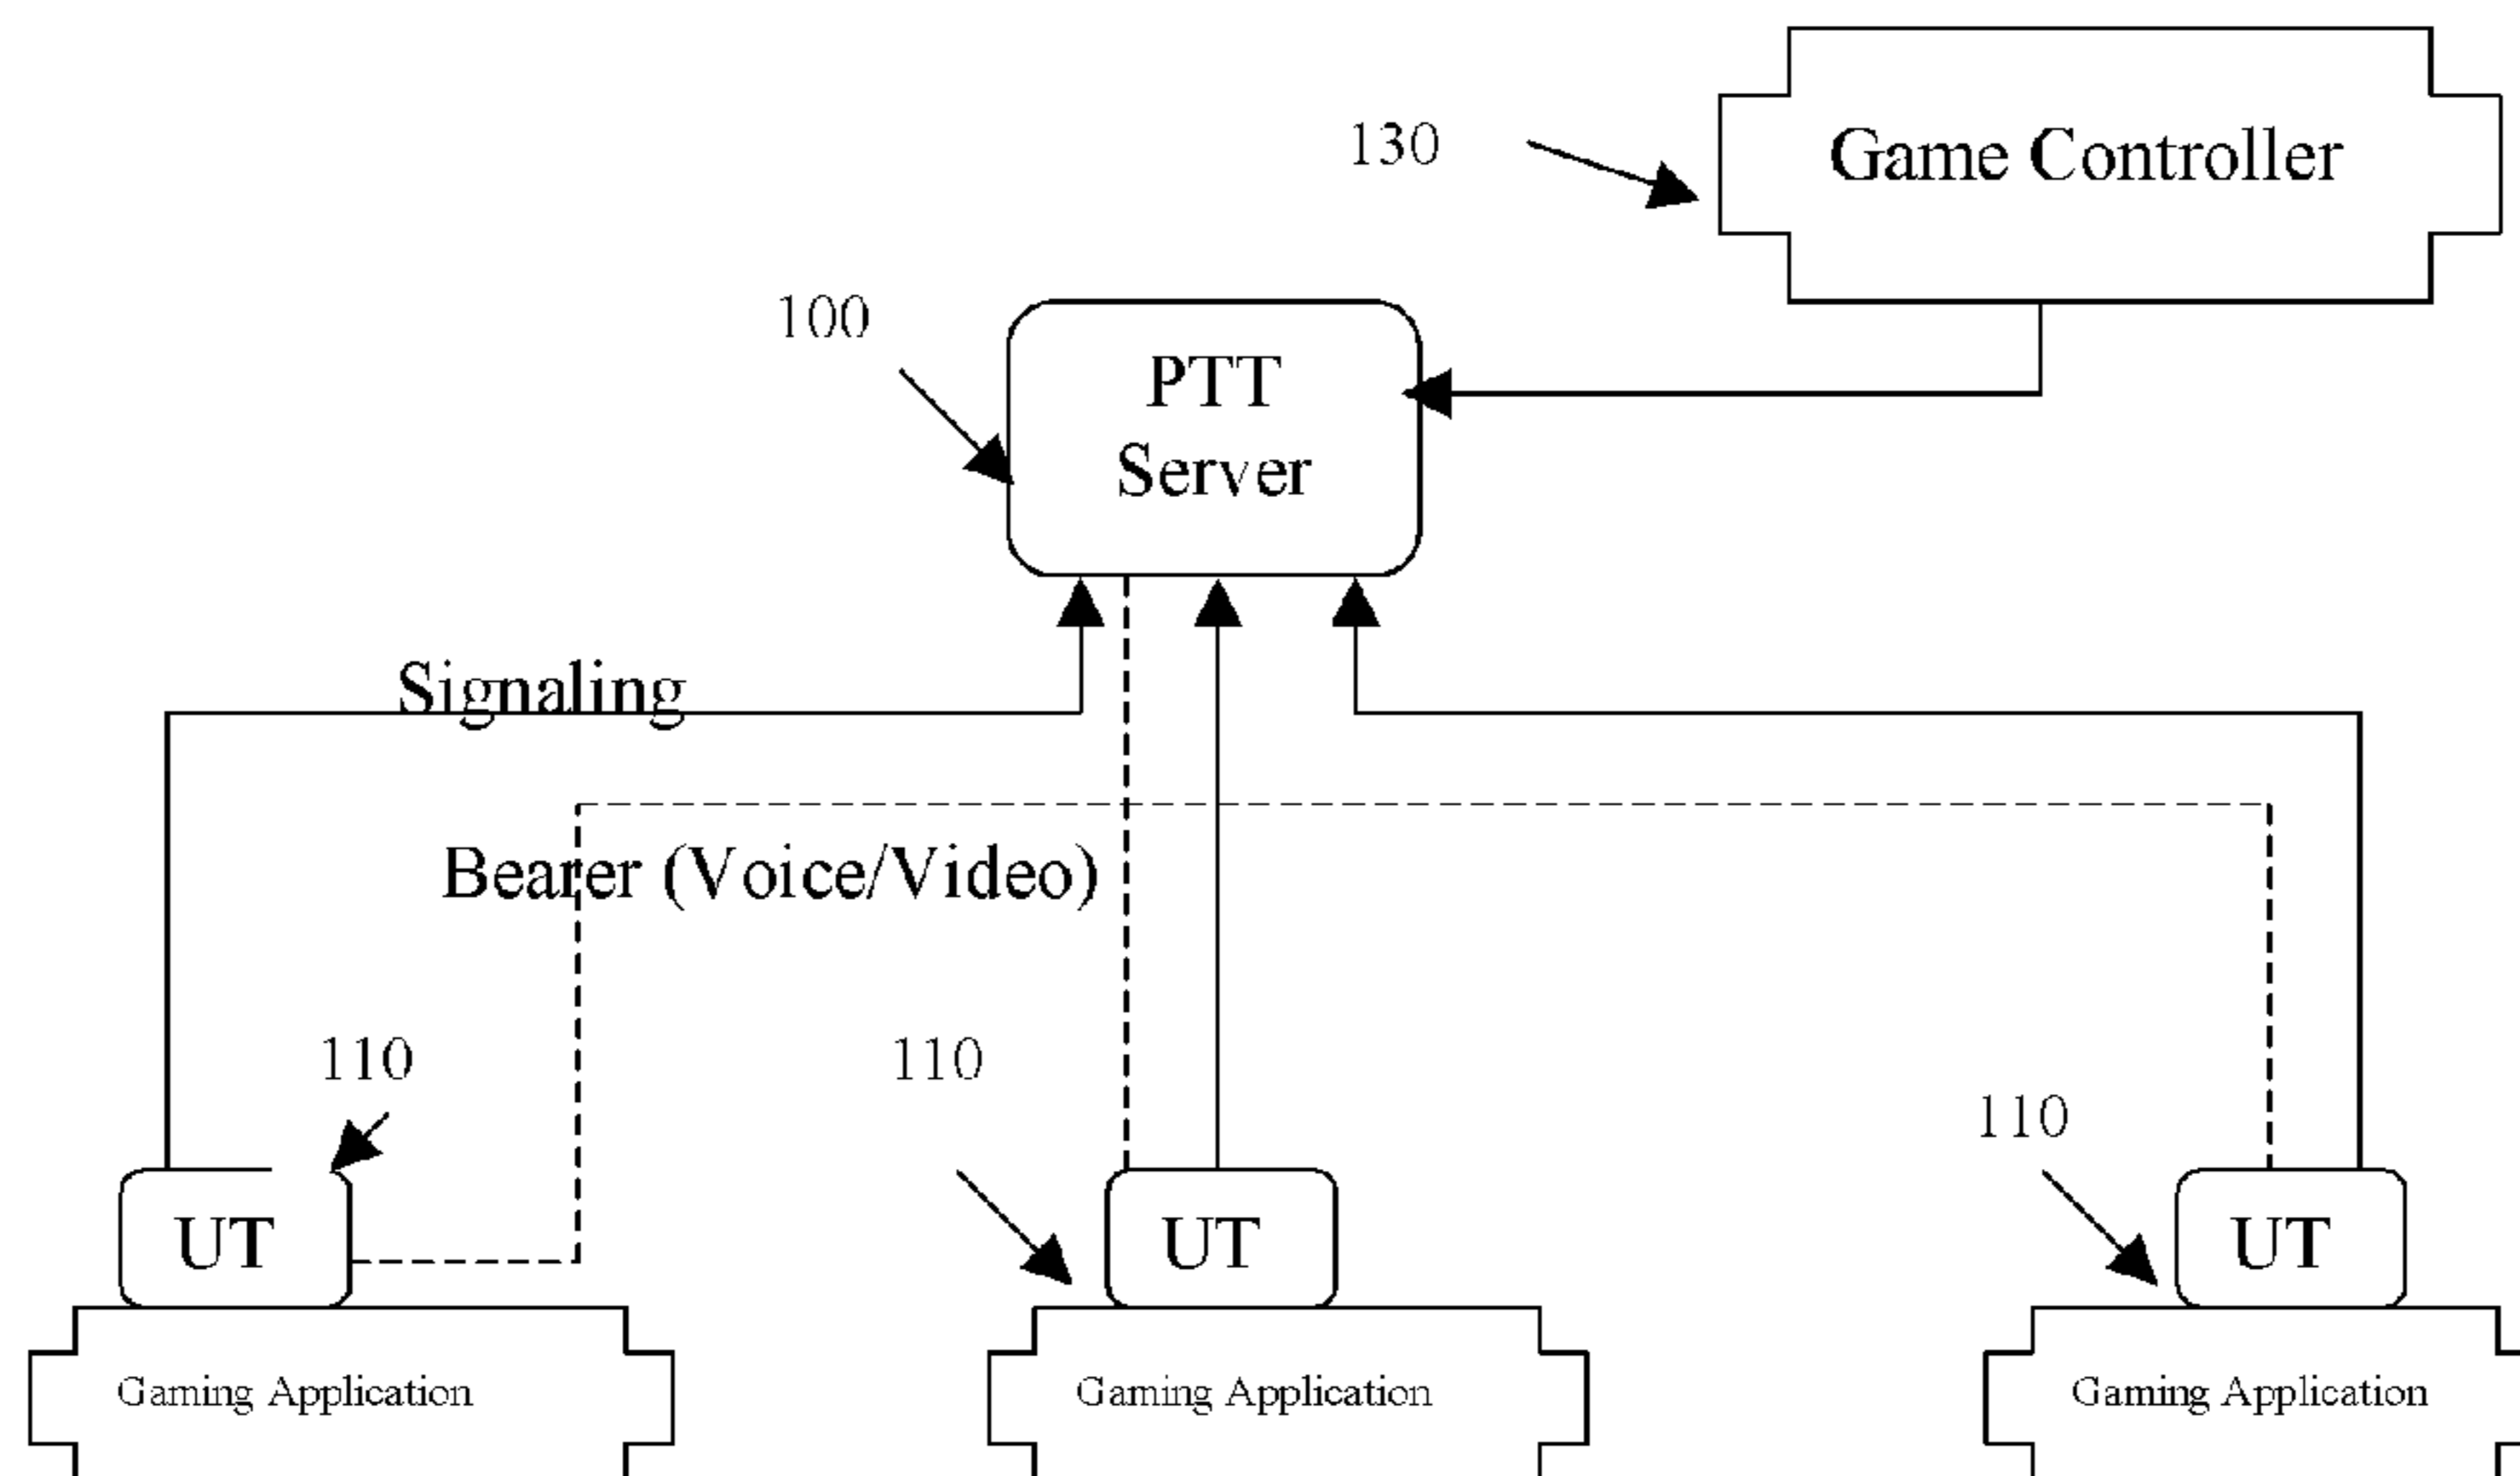 130
Game Controller
100
PTT
Server
Signaling
Bearer (Voice/Video)
110
110
110
UT
UT
UT
Gaming Application
Gaming Application
Gaming Application